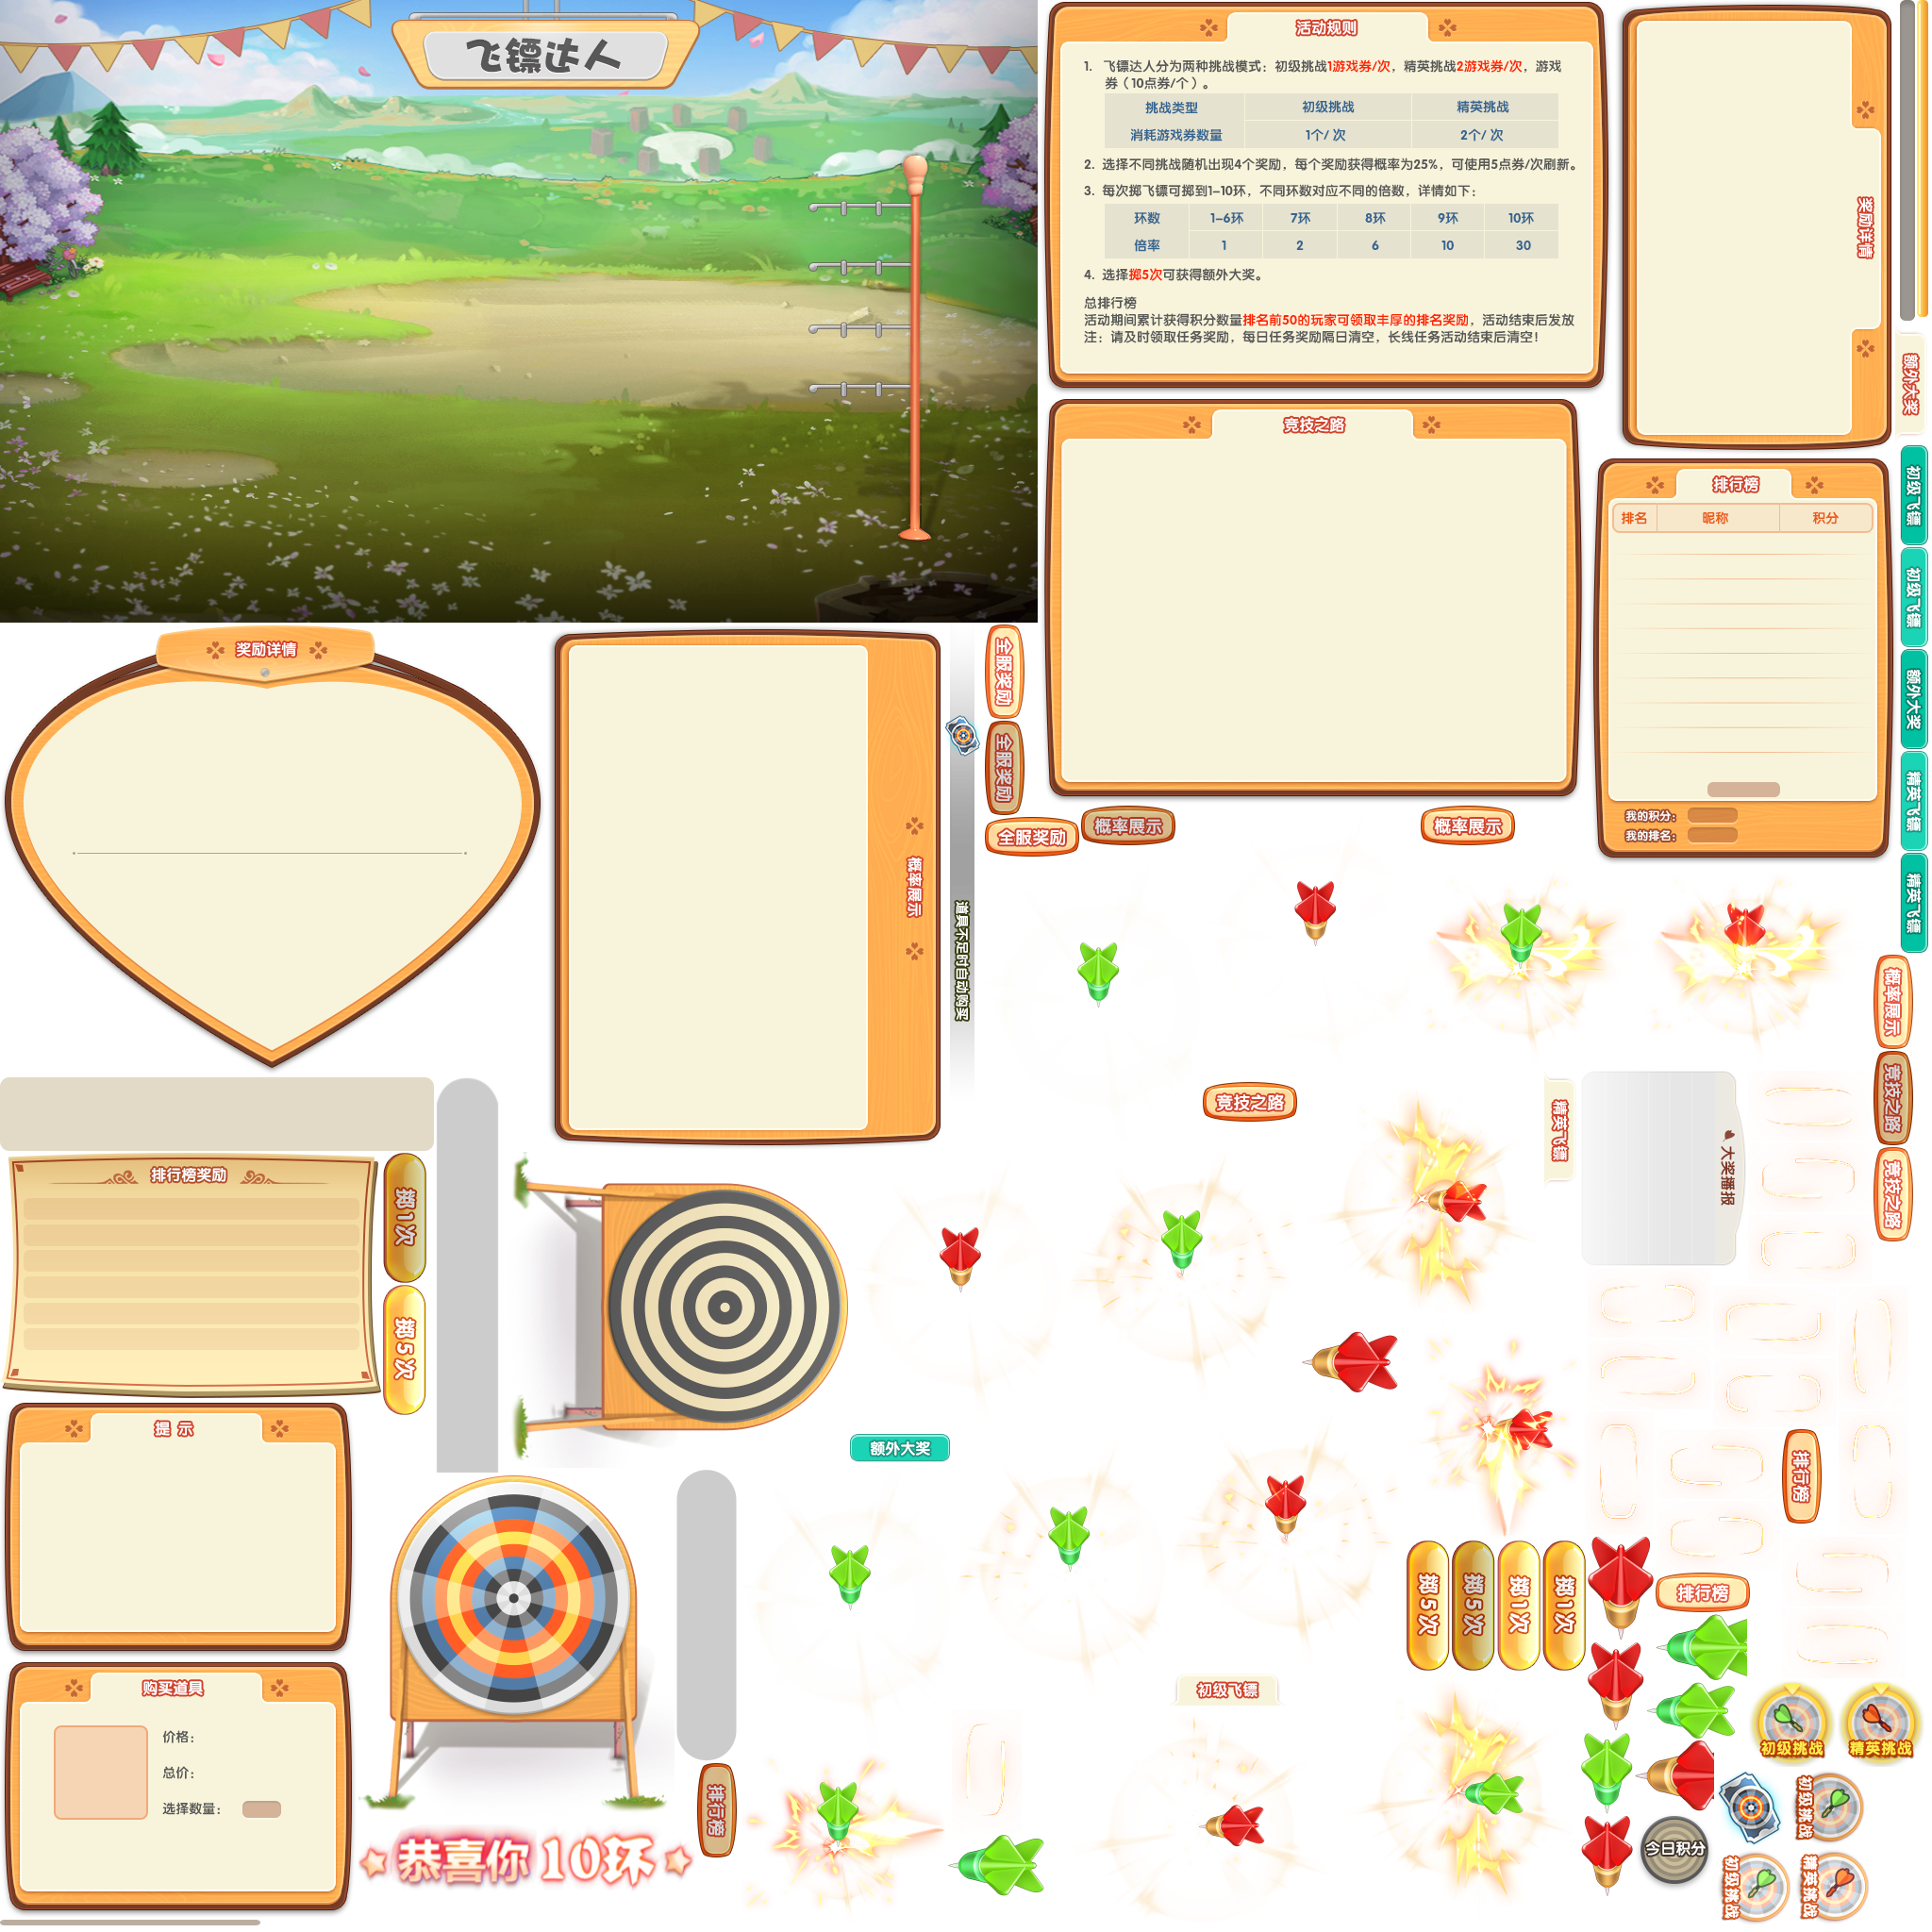 飞镖达人
活动规则
1. 飞镖达人分为两种挑战模式：初级挑战1游戏券/次，精英挑战2游戏券/次，游戏
券（10点券/个）。
挑战类型 初级挑战 精英挑战
消耗游戏券数量 1个/ 次 2个/ 次
2. 选择不同挑战随机出现4个奖励，每个奖励获得概率为25%，可使用5点券/次刷新。
3. 每次掷飞镖可掷到1–10环，不同环数对应不同的倍数，详情如下：
环数 1–6环 7环 8环 9环 10环
倍率 1 2 6 10 30
4. 选择掷5次可获得额外大奖。
总排行榜
活动期间累计获得积分数量排名前50的玩家可领取丰厚的排名奖励，活动结束后发放
注：请及时领取任务奖励，每日任务奖励隔日清空，长线任务活动结束后清空！
奖励详情
额外大奖
竞技之路
排行榜
排名 昵称 积分
我的积分：
我的排名：
初级飞镖
初级飞镖
额外大奖
精英飞镖
精英飞镖
奖励详情
概率展示
道具不足时自动购买
全服奖励
全服奖励
全服奖励
概率展示
概率展示
概率展示
竞技之路
竞技之路
竞技之路
精英飞镖
大奖播报
排行榜奖励
掷1次
掷5次
提 示
额外大奖
排行榜
掷5次
掷5次
掷1次
掷1次
排行榜
购买道具
价格：
总价：
选择数量：
初级飞镖
排行榜
恭喜你10环
初级挑战
精英挑战
初级挑战
今日积分
初级挑战
精英挑战